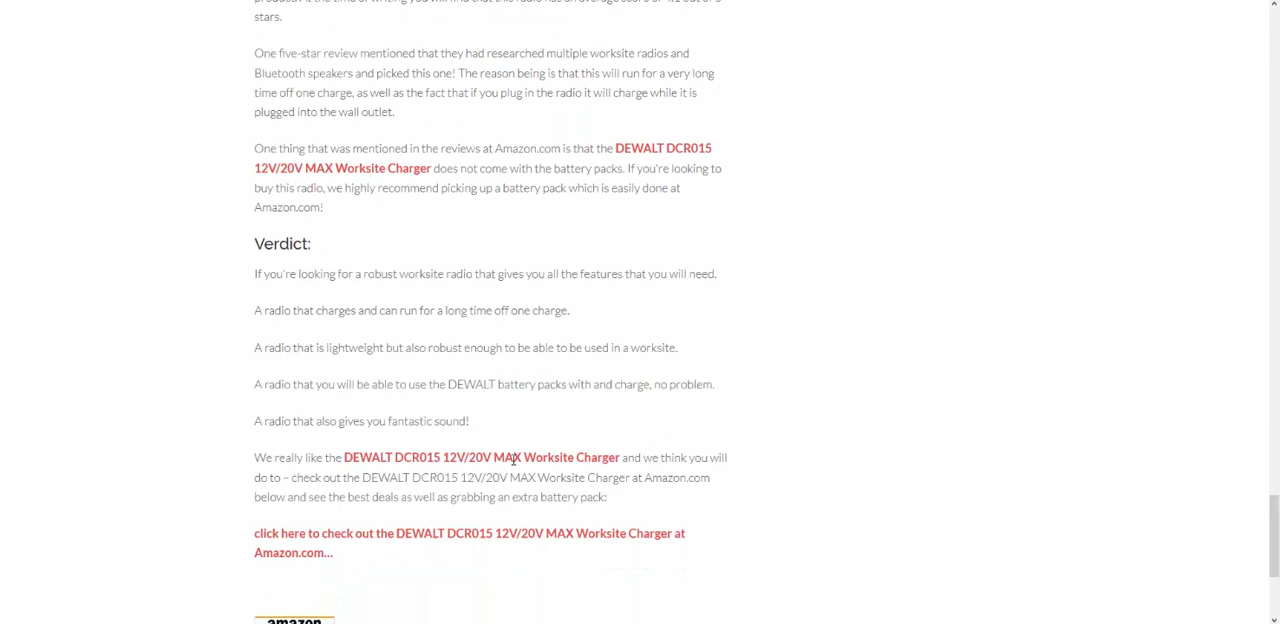 stars.
One five-star review mentioned that they had researched multiple worksite radios and
Bluetooth speakers and picked this one! The reason being is that this will run for a very long
time off one charge, as well as the fact that if you plug in the radio it will charge while it is
plugged into the wall outlet.
One thing that was mentioned in the reviews at Amazon.com is that the DEWALT DCR015
12V/20V MAX Worksite Charger does not come with the battery packs. If you're looking to
buy this radio, we highly recommend picking up a battery pack which is easily done at
Amazon.com!
Verdict:
If you're looking for a robust worksite radio that gives you all the features that you will need.
A radio that charges and can run for a long time off one charge.
A radio that is lightweight but also robust enough to be able to be used in a worksite.
A radio that you will be able to use the DEWALT battery packs with and charge, no problem.
A radio that also gives you fantastic sound!
We really like the DEWALT DCR015 12V/20V MAX Worksite Charger and we think you will
do to – check out the DEWALT DCR015 12V/20V MAX Worksite Charger at Amazon.com
below and see the best deals as well as grabbing an extra battery pack:
click here to check out the DEWALT DCR015 12V/20V MAX Worksite Charger at
Amazon.com...
amazon